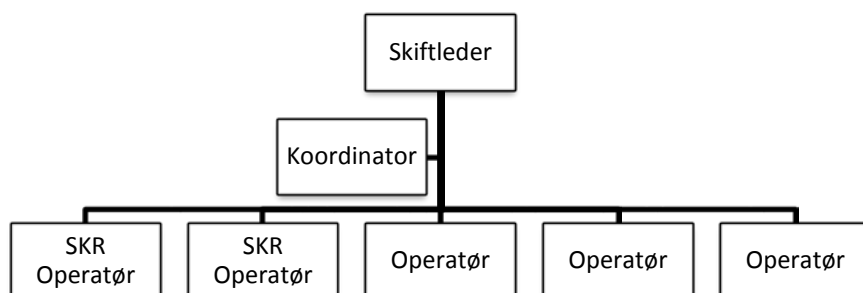 Skiftleder
Koordinator
SKR
Operatør
SKR
Operatør
Operatør
Operatør
Operatør